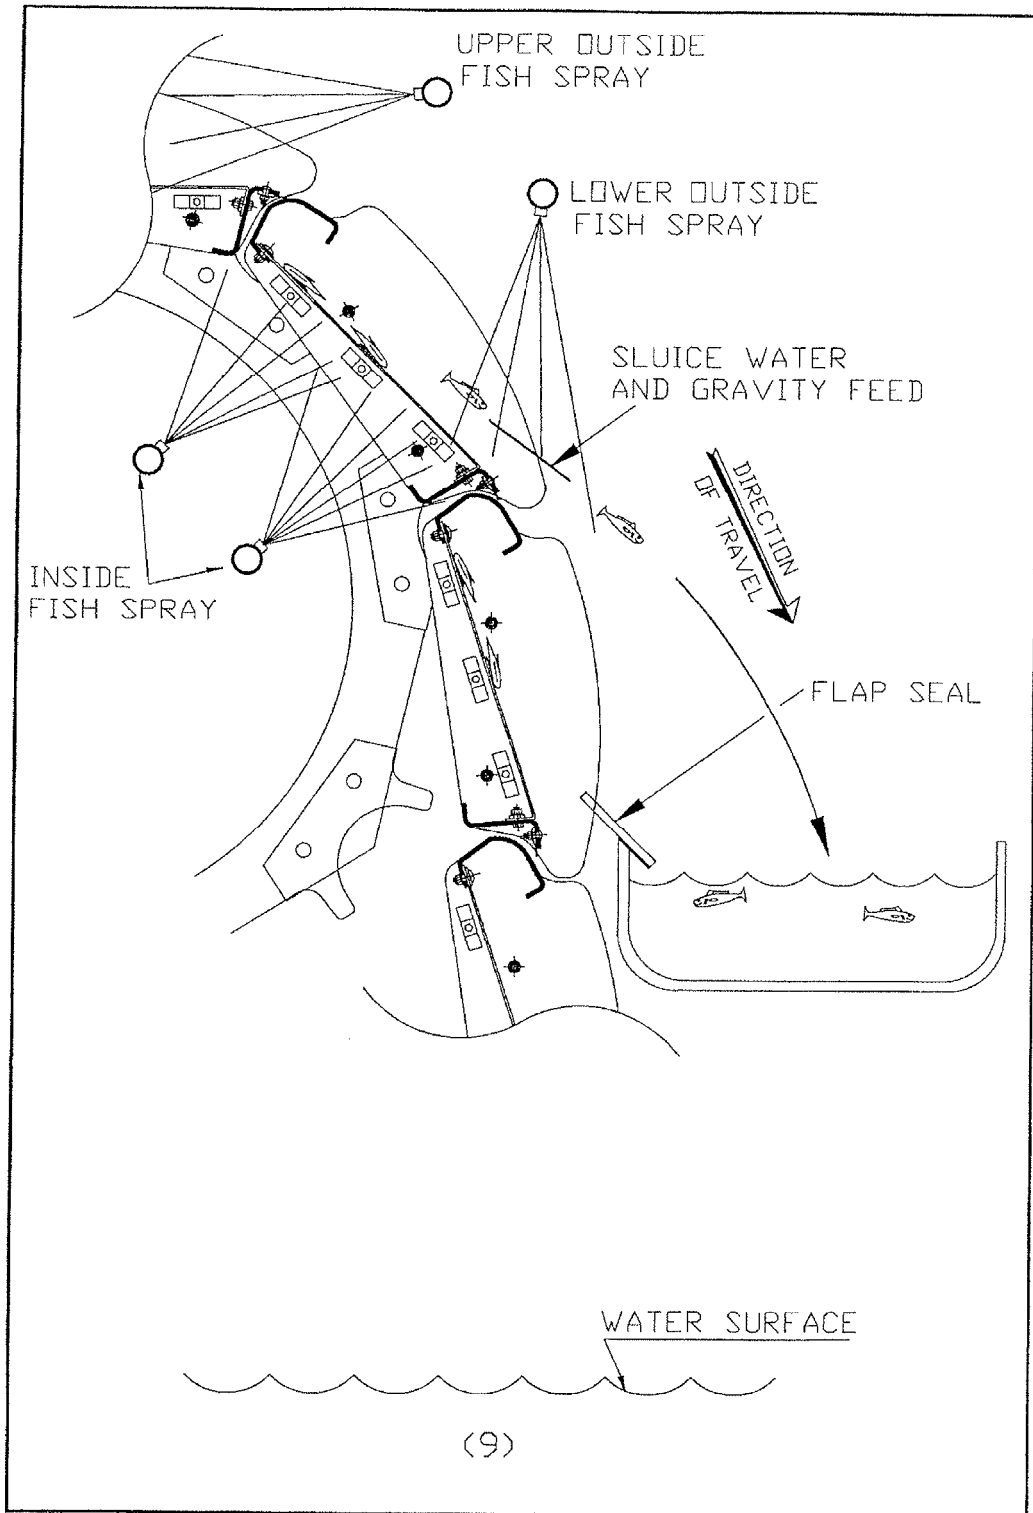 UPPER OUTSIDE
FISH SPRAY
LOWER OUTSIDE
FISH SPRAY
SLUICE WATER
AND GRAVITY FEED
DIRECTION
OF TRAVEL
INSIDE
FISH SPRAY
FLAP SEAL
WATER SURFACE
(9)